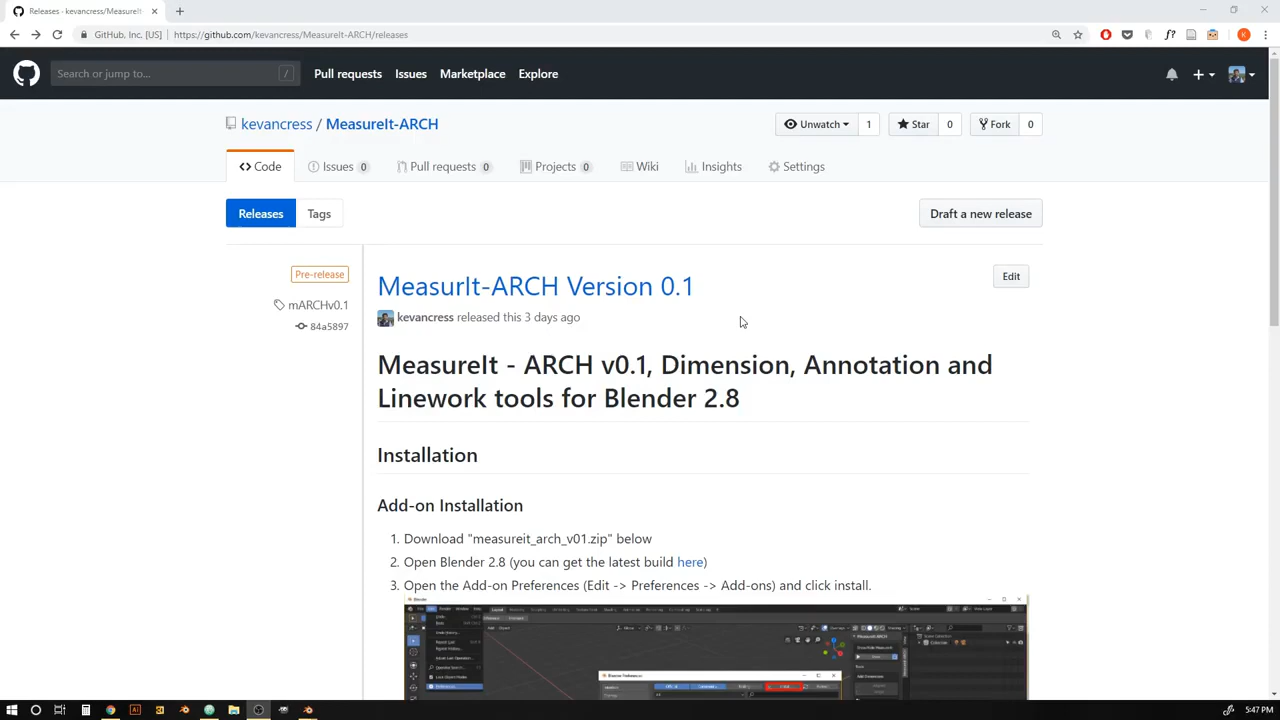 Releases - kevancress/MeasureIt-
GitHub, Inc. [US]
https://github.com/kevancress/MeasureIt-ARCH/releases
Search or jump to...
/
Pull requests
Issues
Marketplace
Explore
kevancress / MeasureIt-ARCH
Unwatch
1
Star
0
Fork
0
Code
Issues 0
Pull requests 0
Projects 0
Wiki
Insights
Settings
Releases
Tags
Draft a new release
Pre-release
mARCHv0.1
84a5897
MeasurIt-ARCH Version 0.1
Edit
kevancress released this 3 days ago
MeasureIt - ARCH v0.1, Dimension, Annotation and
Linework tools for Blender 2.8
Installation
Add-on Installation
1. Download "measureit_arch_v01.zip" below
2. Open Blender 2.8 (you can get the latest build here)
3. Open the Add-on Preferences (Edit -> Preferences -> Add-ons) and click install.
Blender
Blender Preferences
5:47 PM